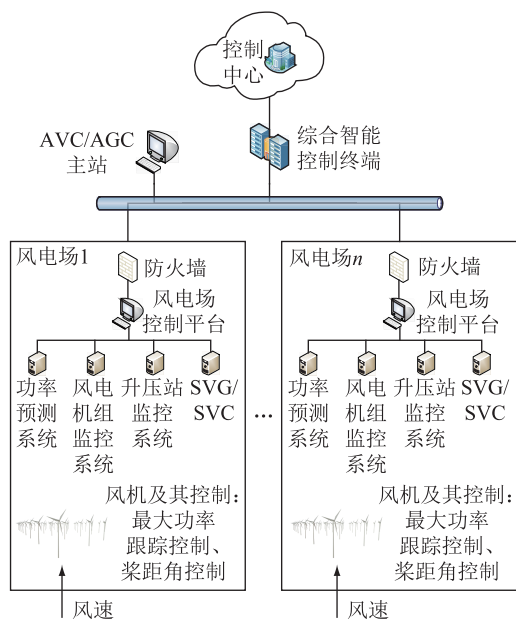 控制
中心
AVC/AGC
主站
综合智能
控制终端
风电场1
防火墙
风电场
控制平台
功率
预测
系统
风电
机组
监控
系统
升压站
监控
系统
SVG/
SVC
风机及其控制：
最大功率
跟踪控制、
桨距角控制
风速
…
风电场n
防火墙
风电场
控制平台
功率
预测
系统
风电
机组
监控
系统
升压站
监控
系统
SVG/
SVC
风机及其控制：
最大功率
跟踪控制、
桨距角控制
风速